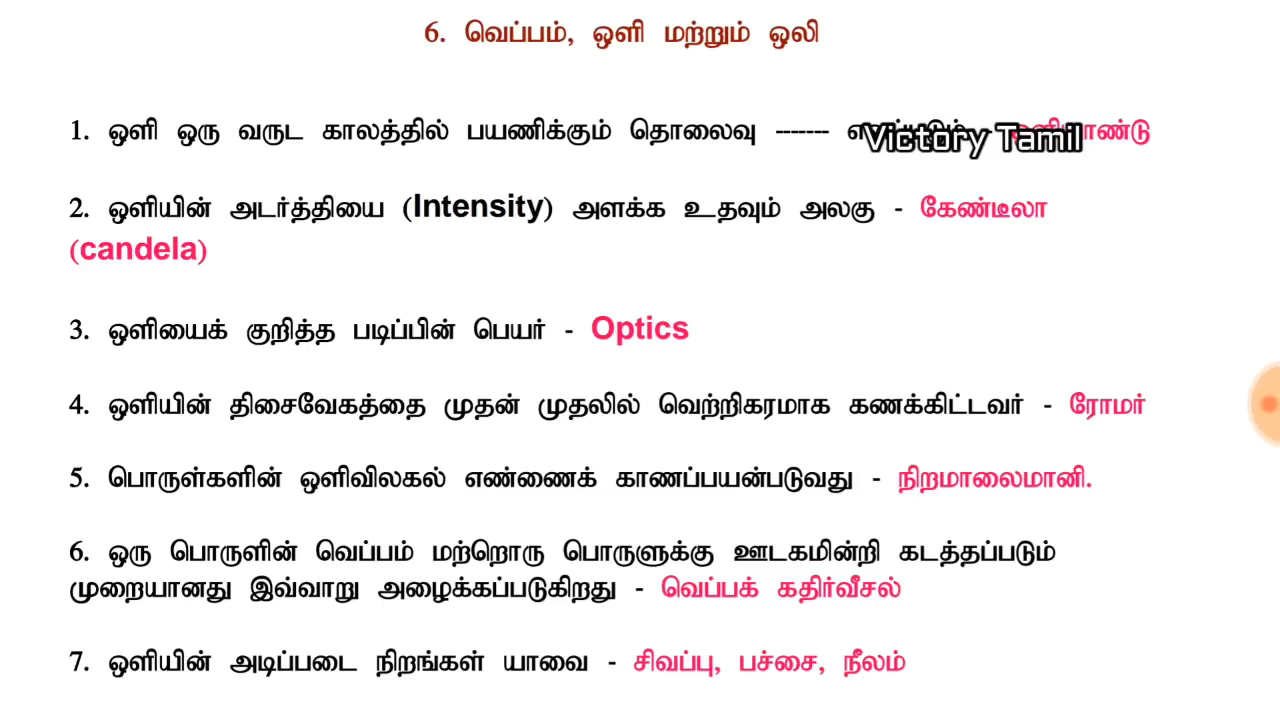 6. வெப்பம், ஒளி மற்றும் ஒலி
1. ஒளி ஒரு வருட காலத்தில் பயணிக்கும் தொலைவு -------
Victory Tamil
2. ஒளியின் அடர்த்தியை (Intensity) அளக்க உதவும் அலகு - கேண்டீலா
(candela)
3. ஒளியைக் குறித்த படிப்பின் பெயர் - Optics
4. ஒளியின் திசைவேகத்தை முதன் முதலில் வெற்றிகரமாக கணக்கிட்டவர் - ரோமர்
5. பொருள்களின் ஒளிவிலகல் எண்ணைக் காணப்பயன்படுவது - நிறமாலைமானி.
6. ஒரு பொருளின் வெப்பம் மற்றொரு பொருளுக்கு ஊடகமின்றி கடத்தப்படும்
முறையானது இவ்வாறு அழைக்கப்படுகிறது - வெப்பக் கதிர்வீசல்
7. ஒளியின் அடிப்படை நிறங்கள் யாவை - சிவப்பு, பச்சை, நீலம்